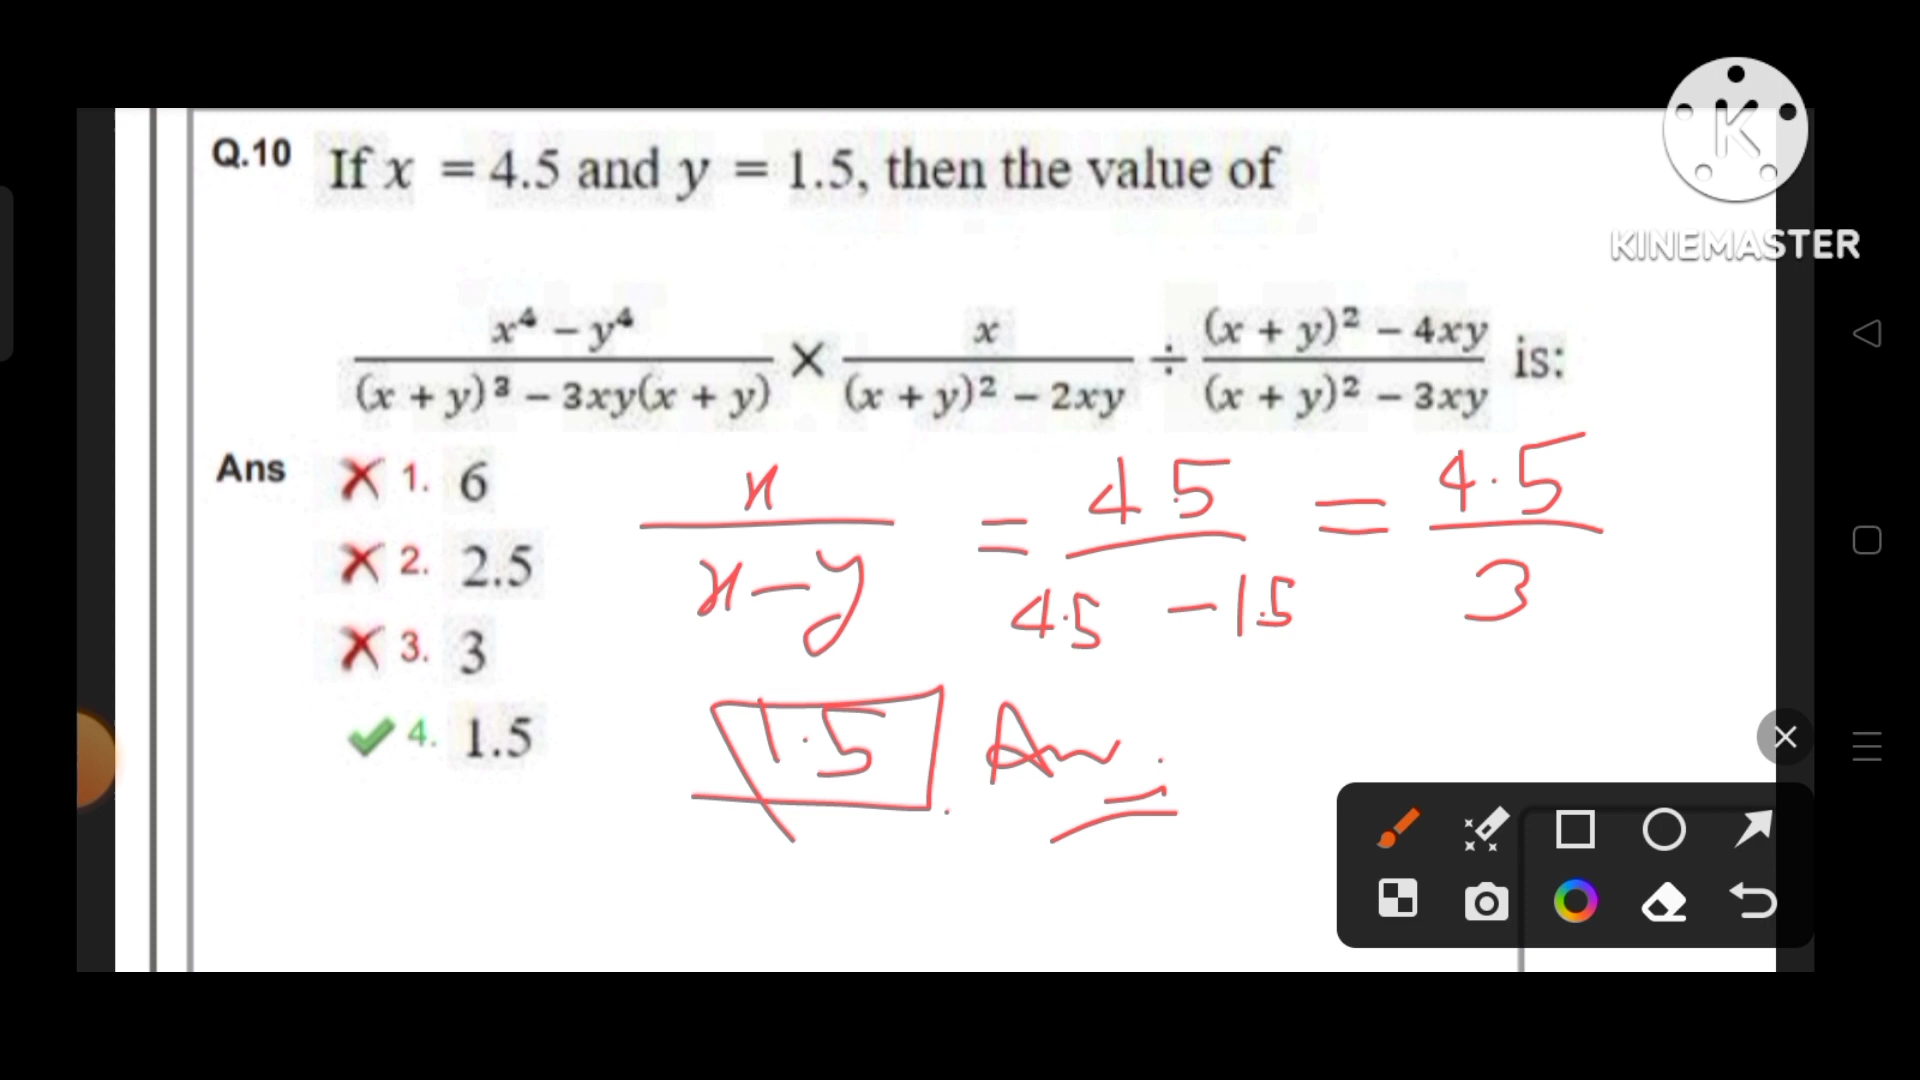 Q.10 If x = 4.5 and y = 1.5, then the value of
K
KINEMASTER
x⁴ − y⁴ / (x + y)³ − 3xy(x + y) × x / (x + y)² − 2xy ÷ (x + y)² − 4xy / (x + y)² − 3xy is:
Ans 1. 6
2. 2.5
3. 3
4. 1.5
x / x−y = 4.5 / 4.5 −1.5 = 4.5 / 3
1.5 Ans.